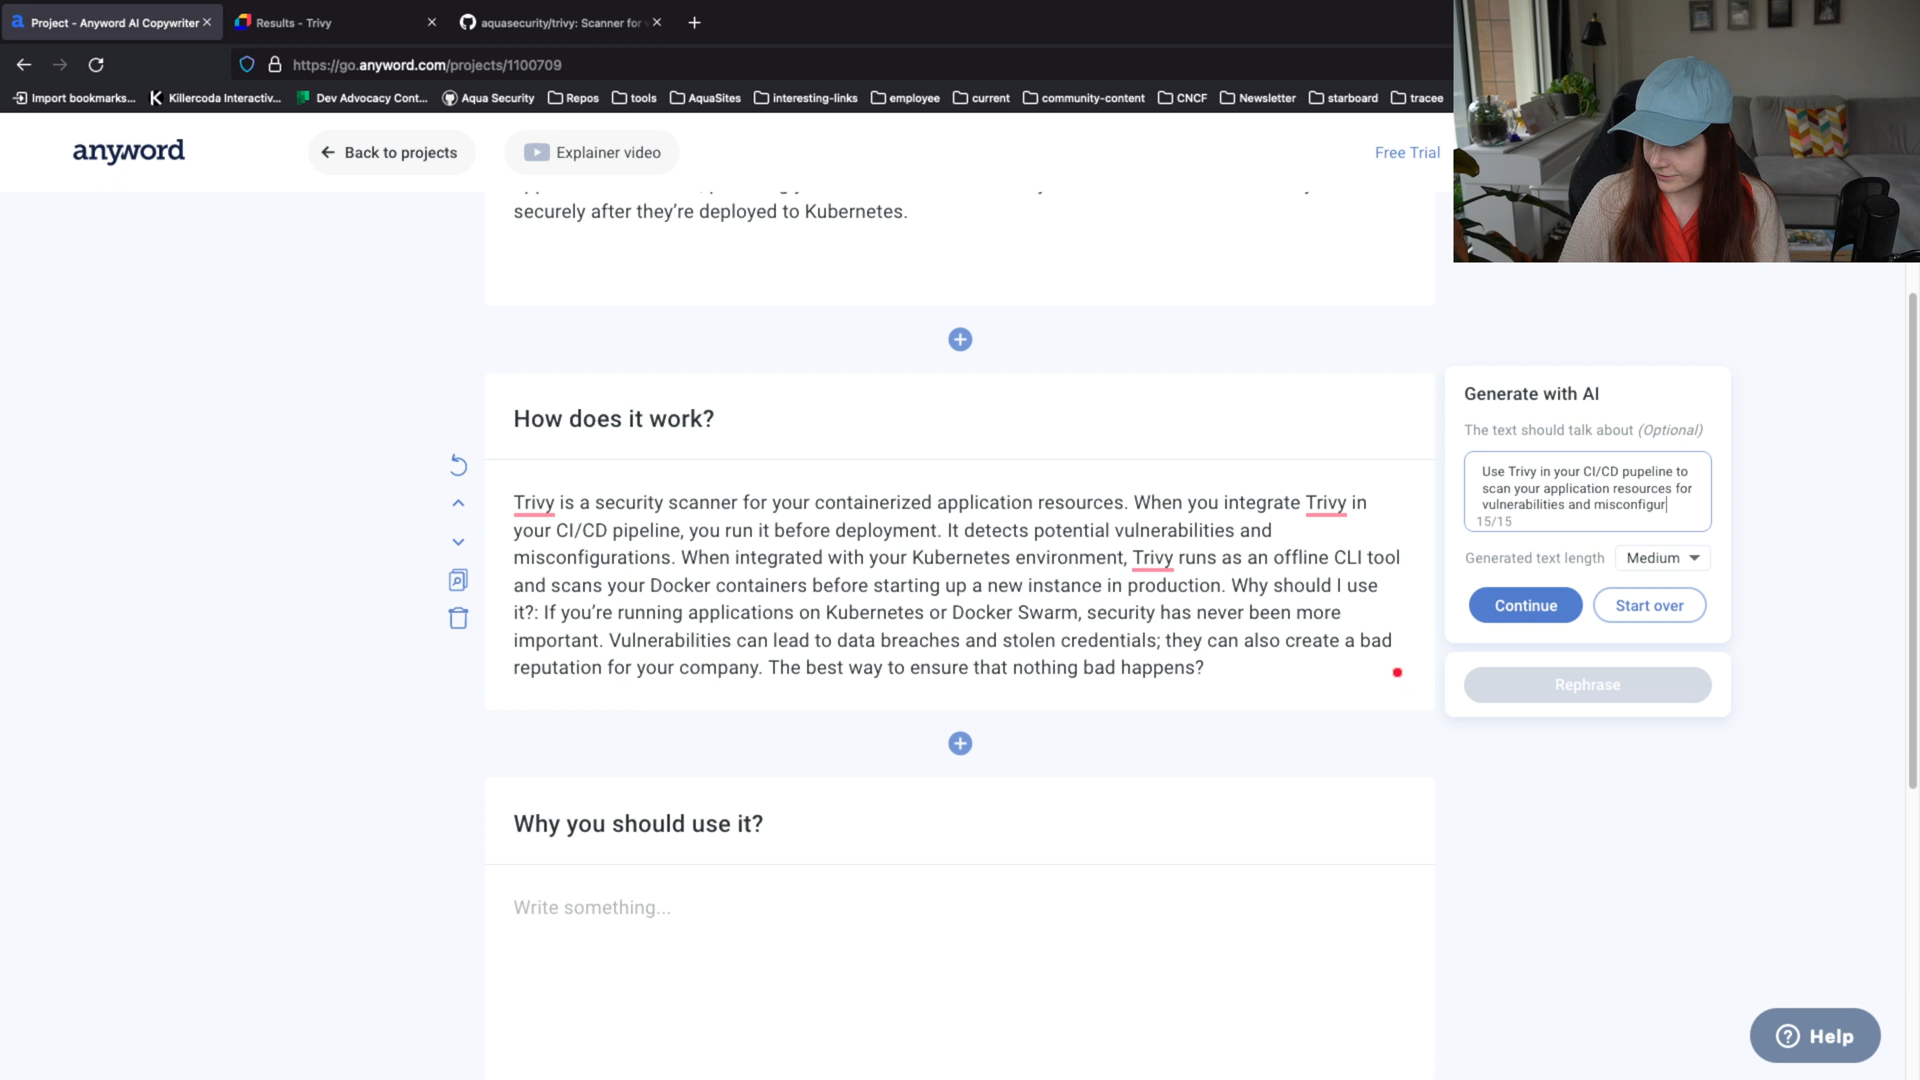 Project - Anyword AI Copywriter
Results - Trivy
aquasecurity/trivy: Scanner for
https://go.anyword.com/projects/1100709
Import bookmarks... Killercoda Interactiv... Dev Advocacy Cont... Aqua Security Repos tools AquaSites interesting-links employee current community-content CNCF Newsletter starboard tracee
anyword
Back to projects
Explainer video
Free Trial
securely after they’re deployed to Kubernetes.
How does it work?
Trivy is a security scanner for your containerized application resources. When you integrate Trivy in
your CI/CD pipeline, you run it before deployment. It detects potential vulnerabilities and
misconfigurations. When integrated with your Kubernetes environment, Trivy runs as an offline CLI tool
and scans your Docker containers before starting up a new instance in production. Why should I use
it?: If you’re running applications on Kubernetes or Docker Swarm, security has never been more
important. Vulnerabilities can lead to data breaches and stolen credentials; they can also create a bad
reputation for your company. The best way to ensure that nothing bad happens?
Generate with AI
The text should talk about (Optional)
Use Trivy in your CI/CD pupeline to
scan your application resources for
vulnerabilities and misconfigur
15/15
Generated text length Medium
Continue
Start over
Rephrase
Why you should use it?
Write something...
Help